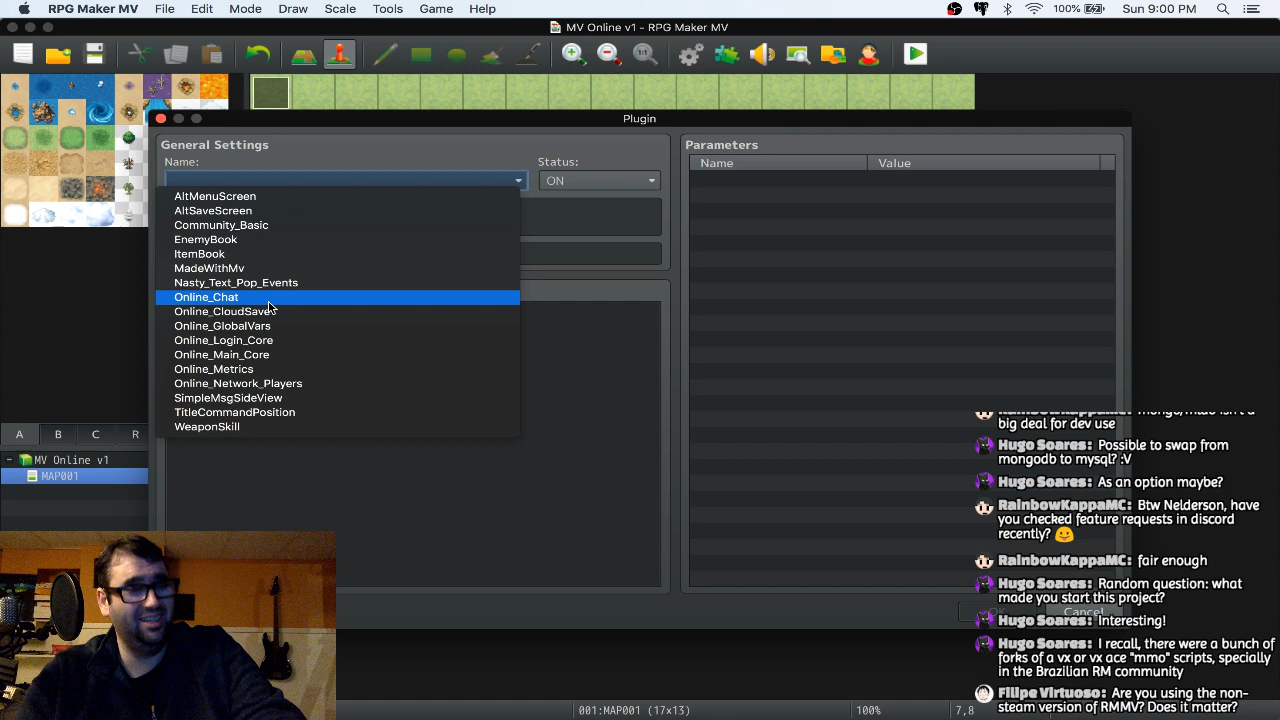 RPG Maker MV File Edit Mode Draw Scale Tools Game Help 100% Sun 9:00 PM
MV Online v1 - RPG Maker MV
1:1
Plugin
General Settings
Parameters
Name:
Status:
Name
Value
ON
AltMenuScreen
AltSaveScreen
Community_Basic
EnemyBook
ItemBook
MadeWithMv
Nasty_Text_Pop_Events
Online_Chat
Online_CloudSave
Online_GlobalVars
Online_Login_Core
Online_Main_Core
Online_Metrics
Online_Network_Players
SimpleMsgSideView
TitleCommandPosition
WeaponSkill
A B C R
MV Online v1
MAP001
RainbowKappaMC: mongo/mlab isn't a
big deal for dev use
Hugo Soares: Possible to swap from
mongodb to mysql? :V
Hugo Soares: As an option maybe?
RainbowKappaMC: Btw Nelderson, have
you checked feature requests in discord
recently?
RainbowKappaMC: fair enough
Hugo Soares: Random question: what
made you start this project?
Cancel
Hugo Soares: Interesting!
Hugo Soares: I recall, there were a bunch of
forks of a vx or vx ace "mmo" scripts, specially
in the Brazilian RM community
Filipe Virtuoso: Are you using the non-
steam version of RMMV? Does it matter?
001:MAP001 (17x13) 100% 7,8